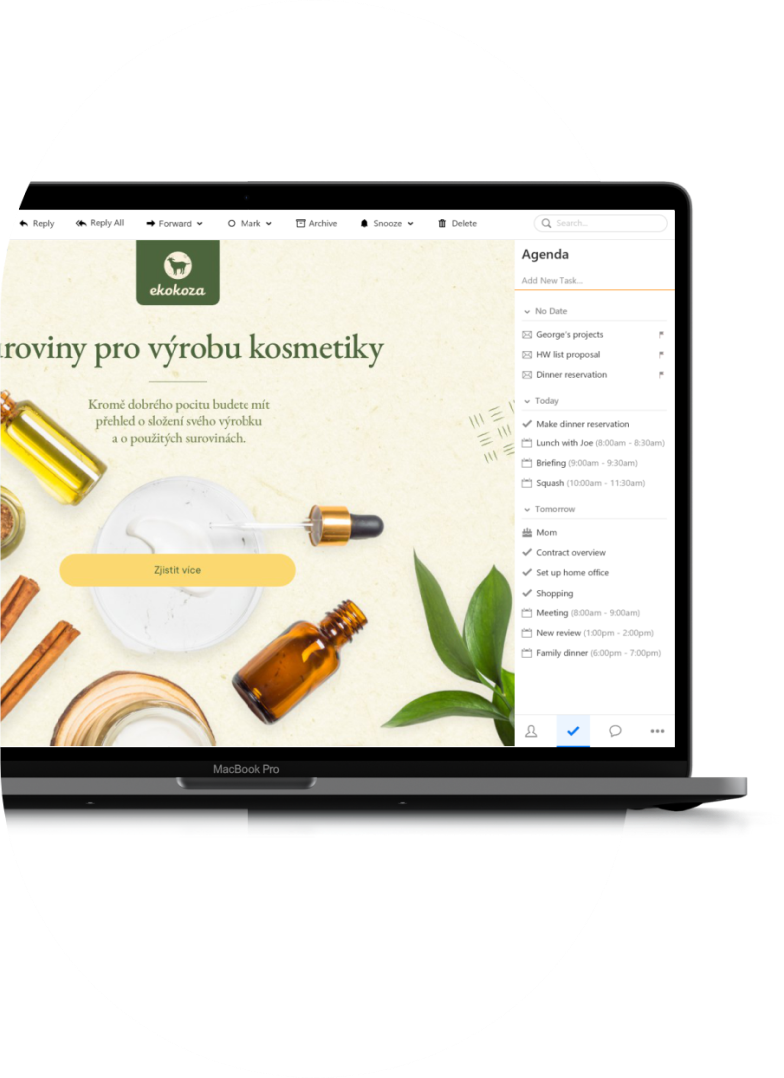 Reply
Reply All
Forward
Mark
Archive
Snooze
Delete
Search...
ekokoza
uroviny pro výrobu kosmetiky
Kromě dobrého pocitu budete mít
přehled o složení svého výrobku
a o použitých surovinách.
Zjistit více
Agenda
Add New Task...
No Date
George's projects
HW list proposal
Dinner reservation
Today
Make dinner reservation
Lunch with Joe (8:00am - 8:30am)
Briefing (9:00am - 9:30am)
Squash (10:00am - 11:30am)
Tomorrow
Mom
Contract overview
Set up home office
Shopping
Meeting (8:00am - 9:00am)
New review (1:00pm - 2:00pm)
Family dinner (6:00pm - 7:00pm)
MacBook Pro